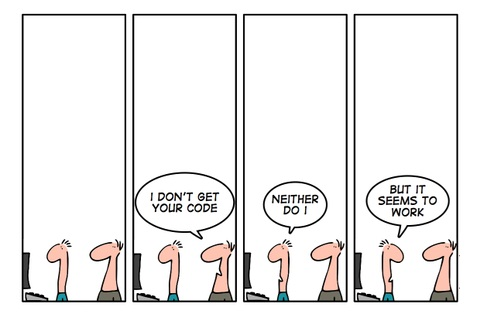 I DON'T GET
YOUR CODE
NEITHER
DO I
BUT IT
SEEMS TO
WORK